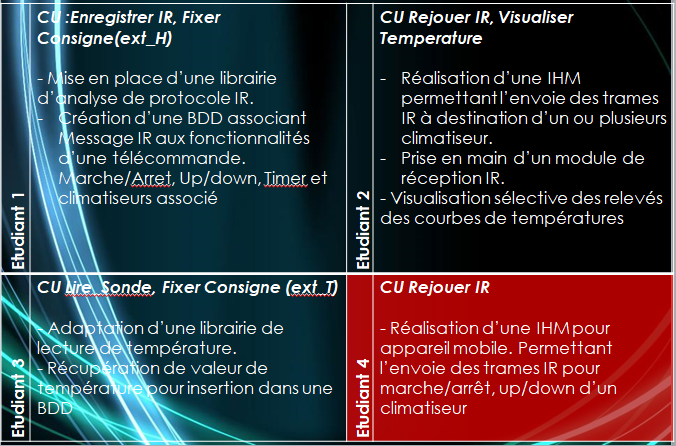 Etudiant 1
CU :Enregistrer IR, Fixer
Consigne(ext_H)
- Mise en place d’une librairie
d’analyse de protocole IR.
- Création d’une BDD associant
Message IR aux fonctionnalités
d’une télécommande.
Marche/Arret, Up/down, Timer et
climatiseurs associé
Etudiant 2
CU Rejouer IR, Visualiser
Temperature
- Réalisation d’une IHM
permettant l’envoie des trames
IR à destination d’un ou plusieurs
climatiseur.
- Prise en main d’un module de
réception IR.
- Visualisation sélective des relevés
des courbes de températures
Etudiant 3
CU Lire_Sonde, Fixer Consigne (ext_T)
- Adaptation d’une librairie de
lecture de température.
- Récupération de valeur de
température pour insertion dans une
BDD
Etudiant 4
CU Rejouer IR
- Réalisation d’une IHM pour
appareil mobile. Permettant
l’envoie des trames IR pour
marche/arrêt, up/down d’un
climatiseur